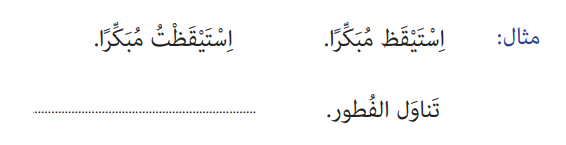 مثال: اِسْتَيْقَظ مُبَكِّرًا. اِسْتَيْقَظْتُ مُبَكِّرًا.
تَناوَل الفُطور. ........................................................................